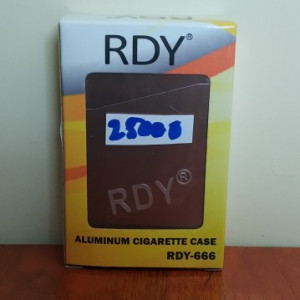 RDY®
25000
RDY®
ALUMINUM CIGARETTE CASE
RDY-666